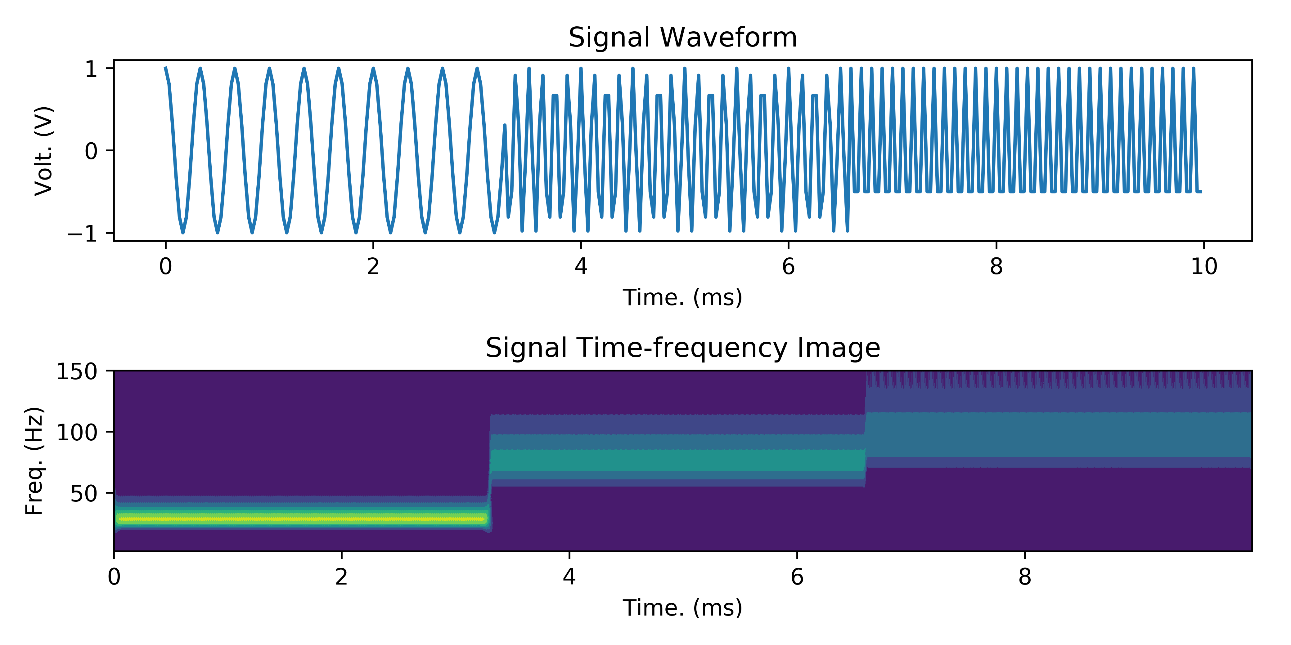 Signal Waveform
1
0
−1
Volt. (V)
0 2 4 6 8 10
Time. (ms)
Signal Time-frequency Image
150
100
50
Freq. (Hz)
0 2 4 6 8
Time. (ms)